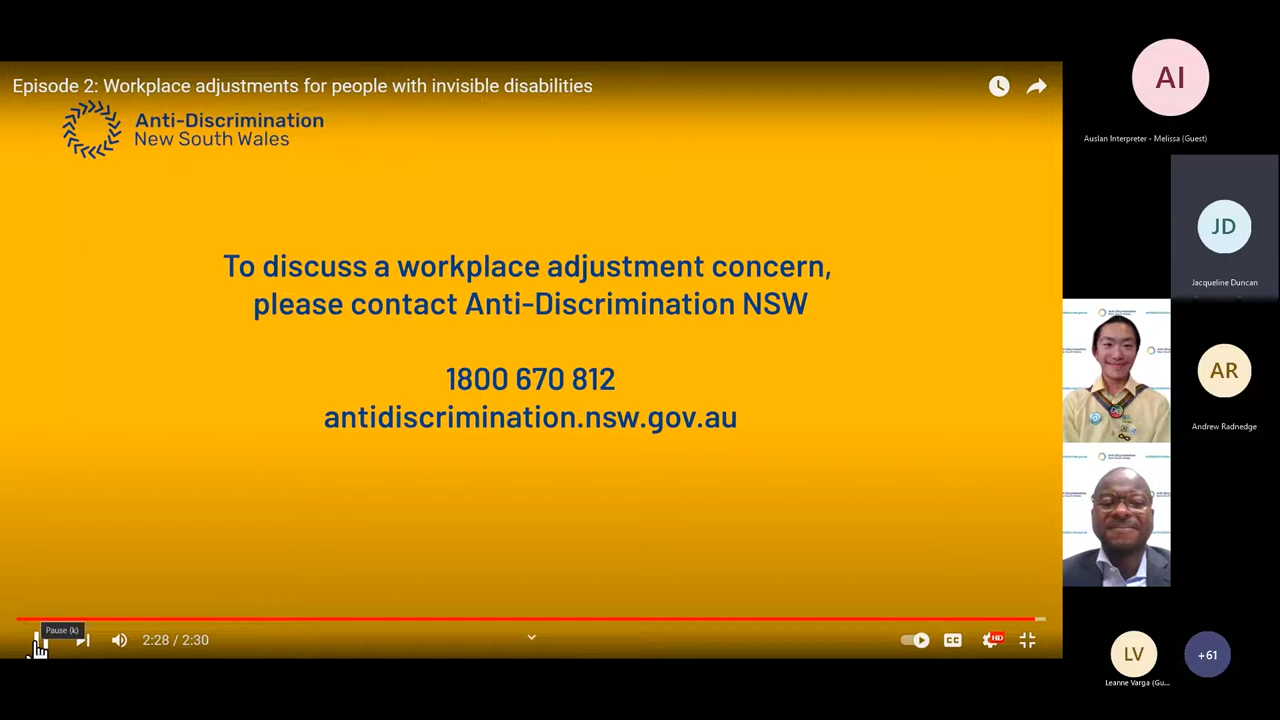 Episode 2: Workplace adjustments for people with invisible disabilities
Anti-Discrimination
New South Wales
To discuss a workplace adjustment concern,
please contact Anti-Discrimination NSW
1800 670 812
antidiscrimination.nsw.gov.au
Pause (k)
2:28 / 2:30
CC
HD
AI
Auslan Interpreter - Melissa (Guest)
JD
Jacqueline Duncan
AR
Andrew Radnedge
LV
Leanne Varga (Gu...
+61